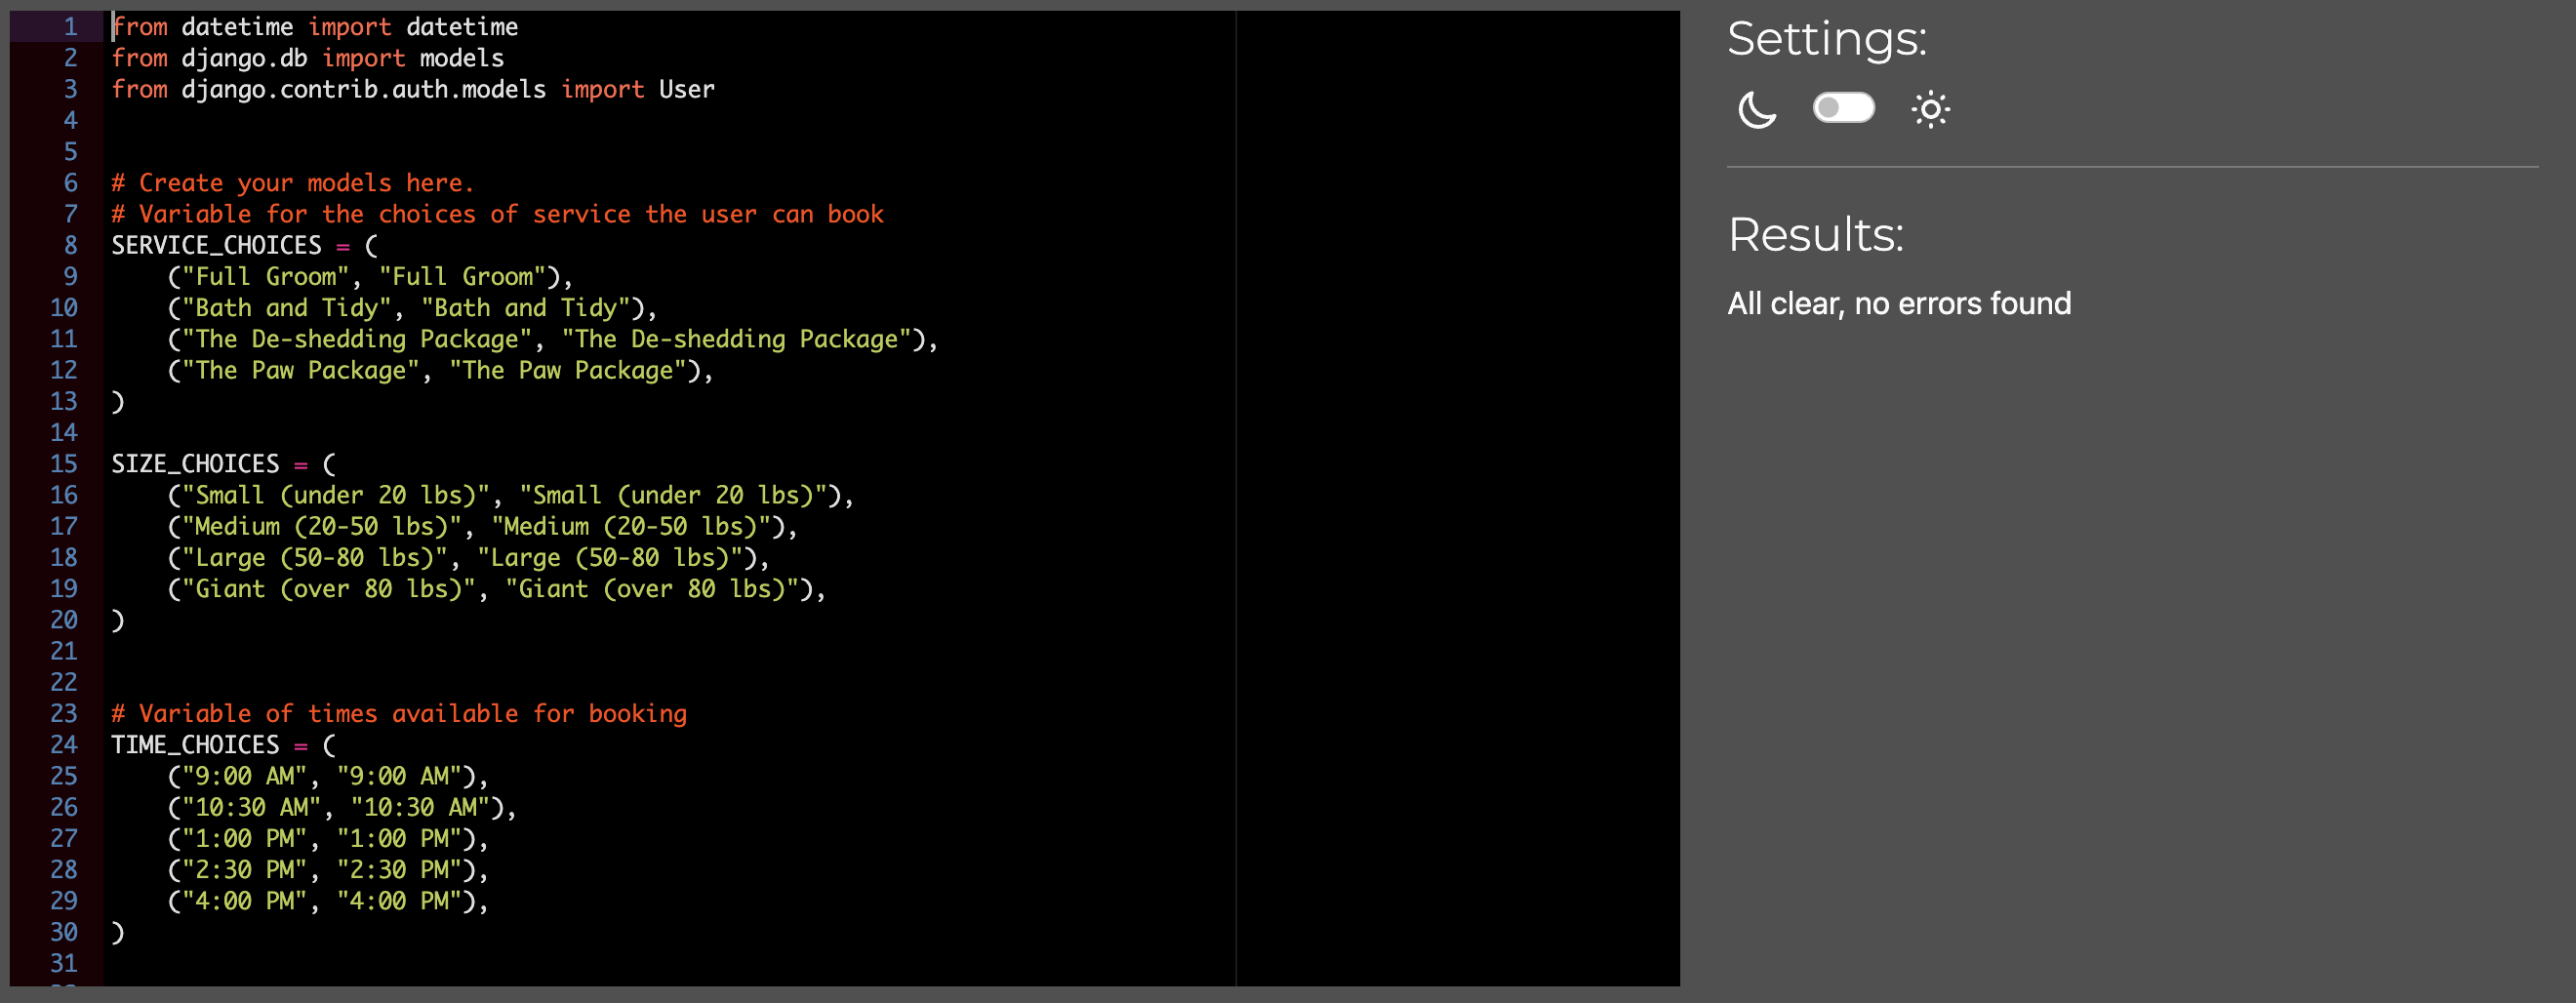 1 from datetime import datetime
2 from django.db import models
3 from django.contrib.auth.models import User
4
5
6 # Create your models here.
7 # Variable for the choices of service the user can book
8 SERVICE_CHOICES = (
9     ("Full Groom", "Full Groom"),
10     ("Bath and Tidy", "Bath and Tidy"),
11     ("The De-shedding Package", "The De-shedding Package"),
12     ("The Paw Package", "The Paw Package"),
13 )
14
15 SIZE_CHOICES = (
16     ("Small (under 20 lbs)", "Small (under 20 lbs)"),
17     ("Medium (20-50 lbs)", "Medium (20-50 lbs)"),
18     ("Large (50-80 lbs)", "Large (50-80 lbs)"),
19     ("Giant (over 80 lbs)", "Giant (over 80 lbs)"),
20 )
21
22
23 # Variable of times available for booking
24 TIME_CHOICES = (
25     ("9:00 AM", "9:00 AM"),
26     ("10:30 AM", "10:30 AM"),
27     ("1:00 PM", "1:00 PM"),
28     ("2:30 PM", "2:30 PM"),
29     ("4:00 PM", "4:00 PM"),
30 )
31
Settings:
Results:
All clear, no errors found